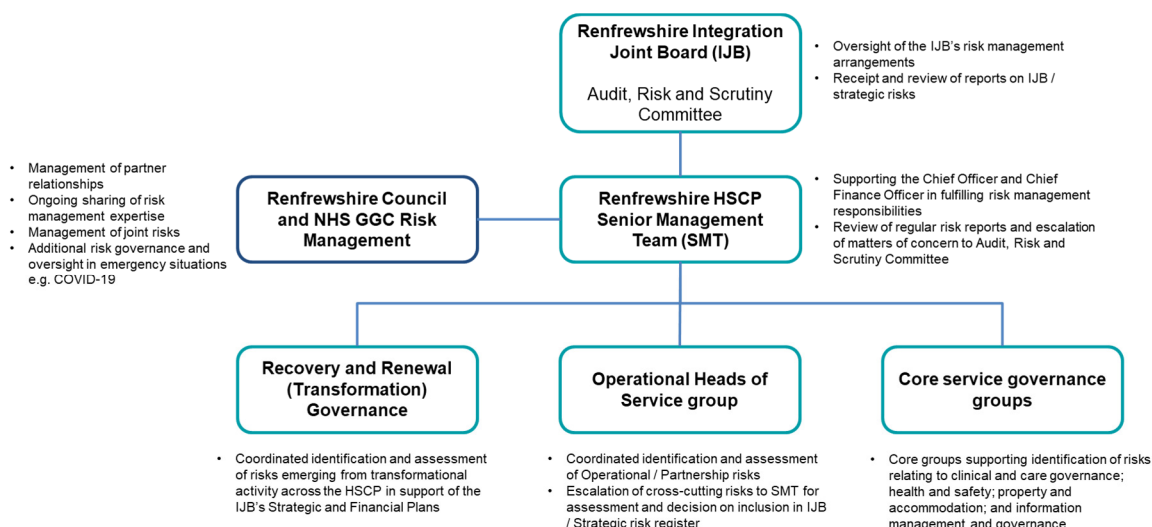 Renfrewshire Integration
Joint Board (IJB)
Audit, Risk and Scrutiny
Committee
• Oversight of the IJB's risk management
arrangements
• Receipt and review of reports on IJB /
strategic risks
• Management of partner
relationships
• Ongoing sharing of risk
management expertise
• Management of joint risks
• Additional risk governance and
oversight in emergency situations
e.g. COVID-19
Renfrewshire Council
and NHS GGC Risk
Management
Renfrewshire HSCP
Senior Management
Team (SMT)
• Supporting the Chief Officer and Chief
Finance Officer in fulfilling risk management
responsibilities
• Review of regular risk reports and escalation
of matters of concern to Audit, Risk and
Scrutiny Committee
Recovery and Renewal
(Transformation)
Governance
Operational Heads of
Service group
Core service governance
groups
• Coordinated identification and assessment
of risks emerging from transformational
activity across the HSCP in support of the
IJB's Strategic and Financial Plans
• Coordinated identification and assessment
of Operational / Partnership risks
• Escalation of cross-cutting risks to SMT for
assessment and decision on inclusion in IJB
/ Strategic risk register
• Core groups supporting identification of risks
relating to clinical and care governance;
health and safety; property and
accommodation; and information
management and governance